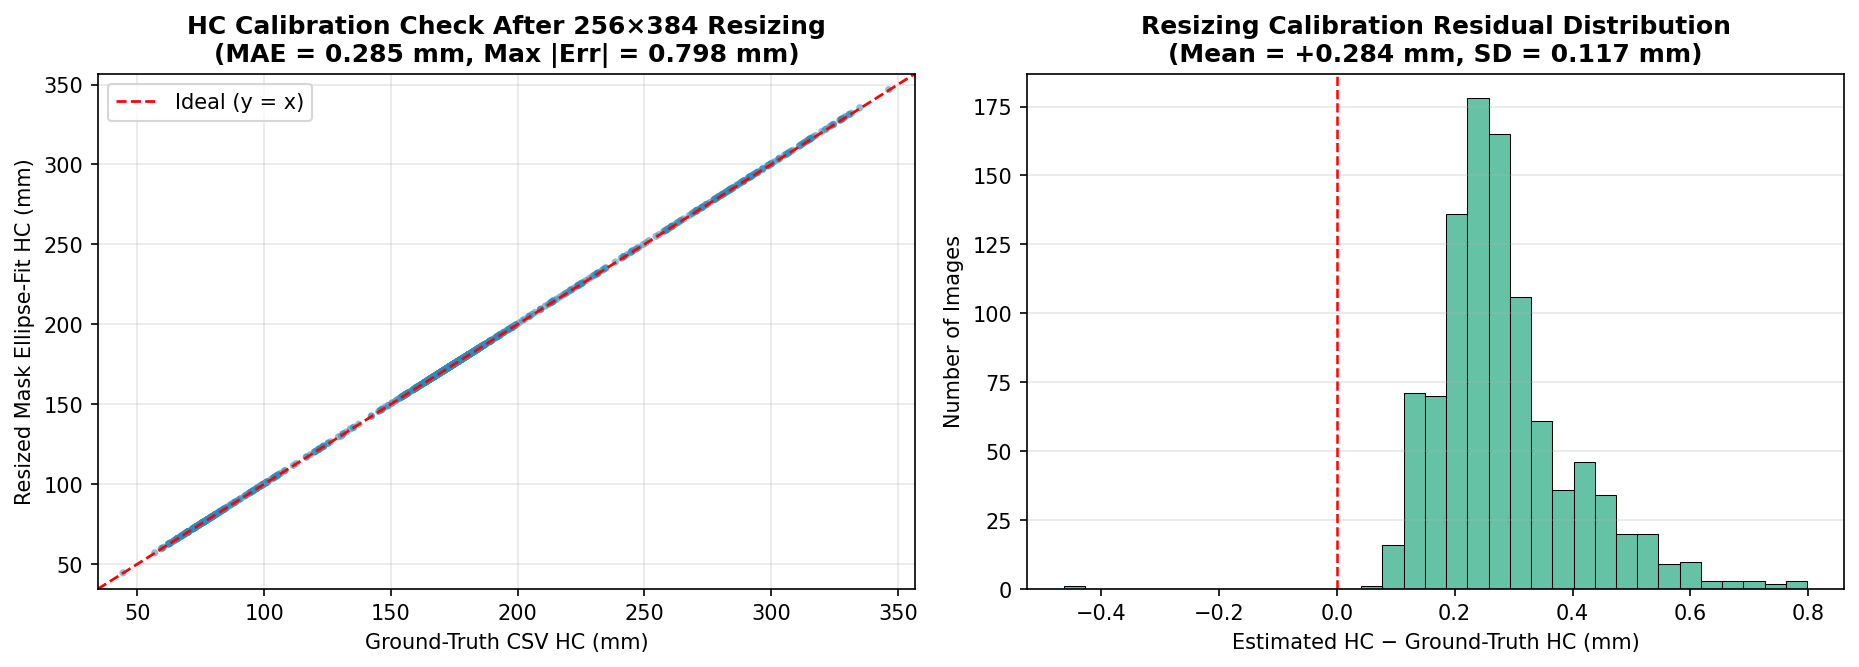 HC Calibration Check After 256×384 Resizing
(MAE = 0.285 mm, Max |Err| = 0.798 mm)
350
300
250
200
150
100
50
Resized Mask Ellipse-Fit HC (mm)
Ideal (y = x)
50 100 150 200 250 300 350
Ground-Truth CSV HC (mm)
Resizing Calibration Residual Distribution
(Mean = +0.284 mm, SD = 0.117 mm)
175
150
125
100
75
50
25
0
Number of Images
−0.4 −0.2 0.0 0.2 0.4 0.6 0.8
Estimated HC − Ground-Truth HC (mm)